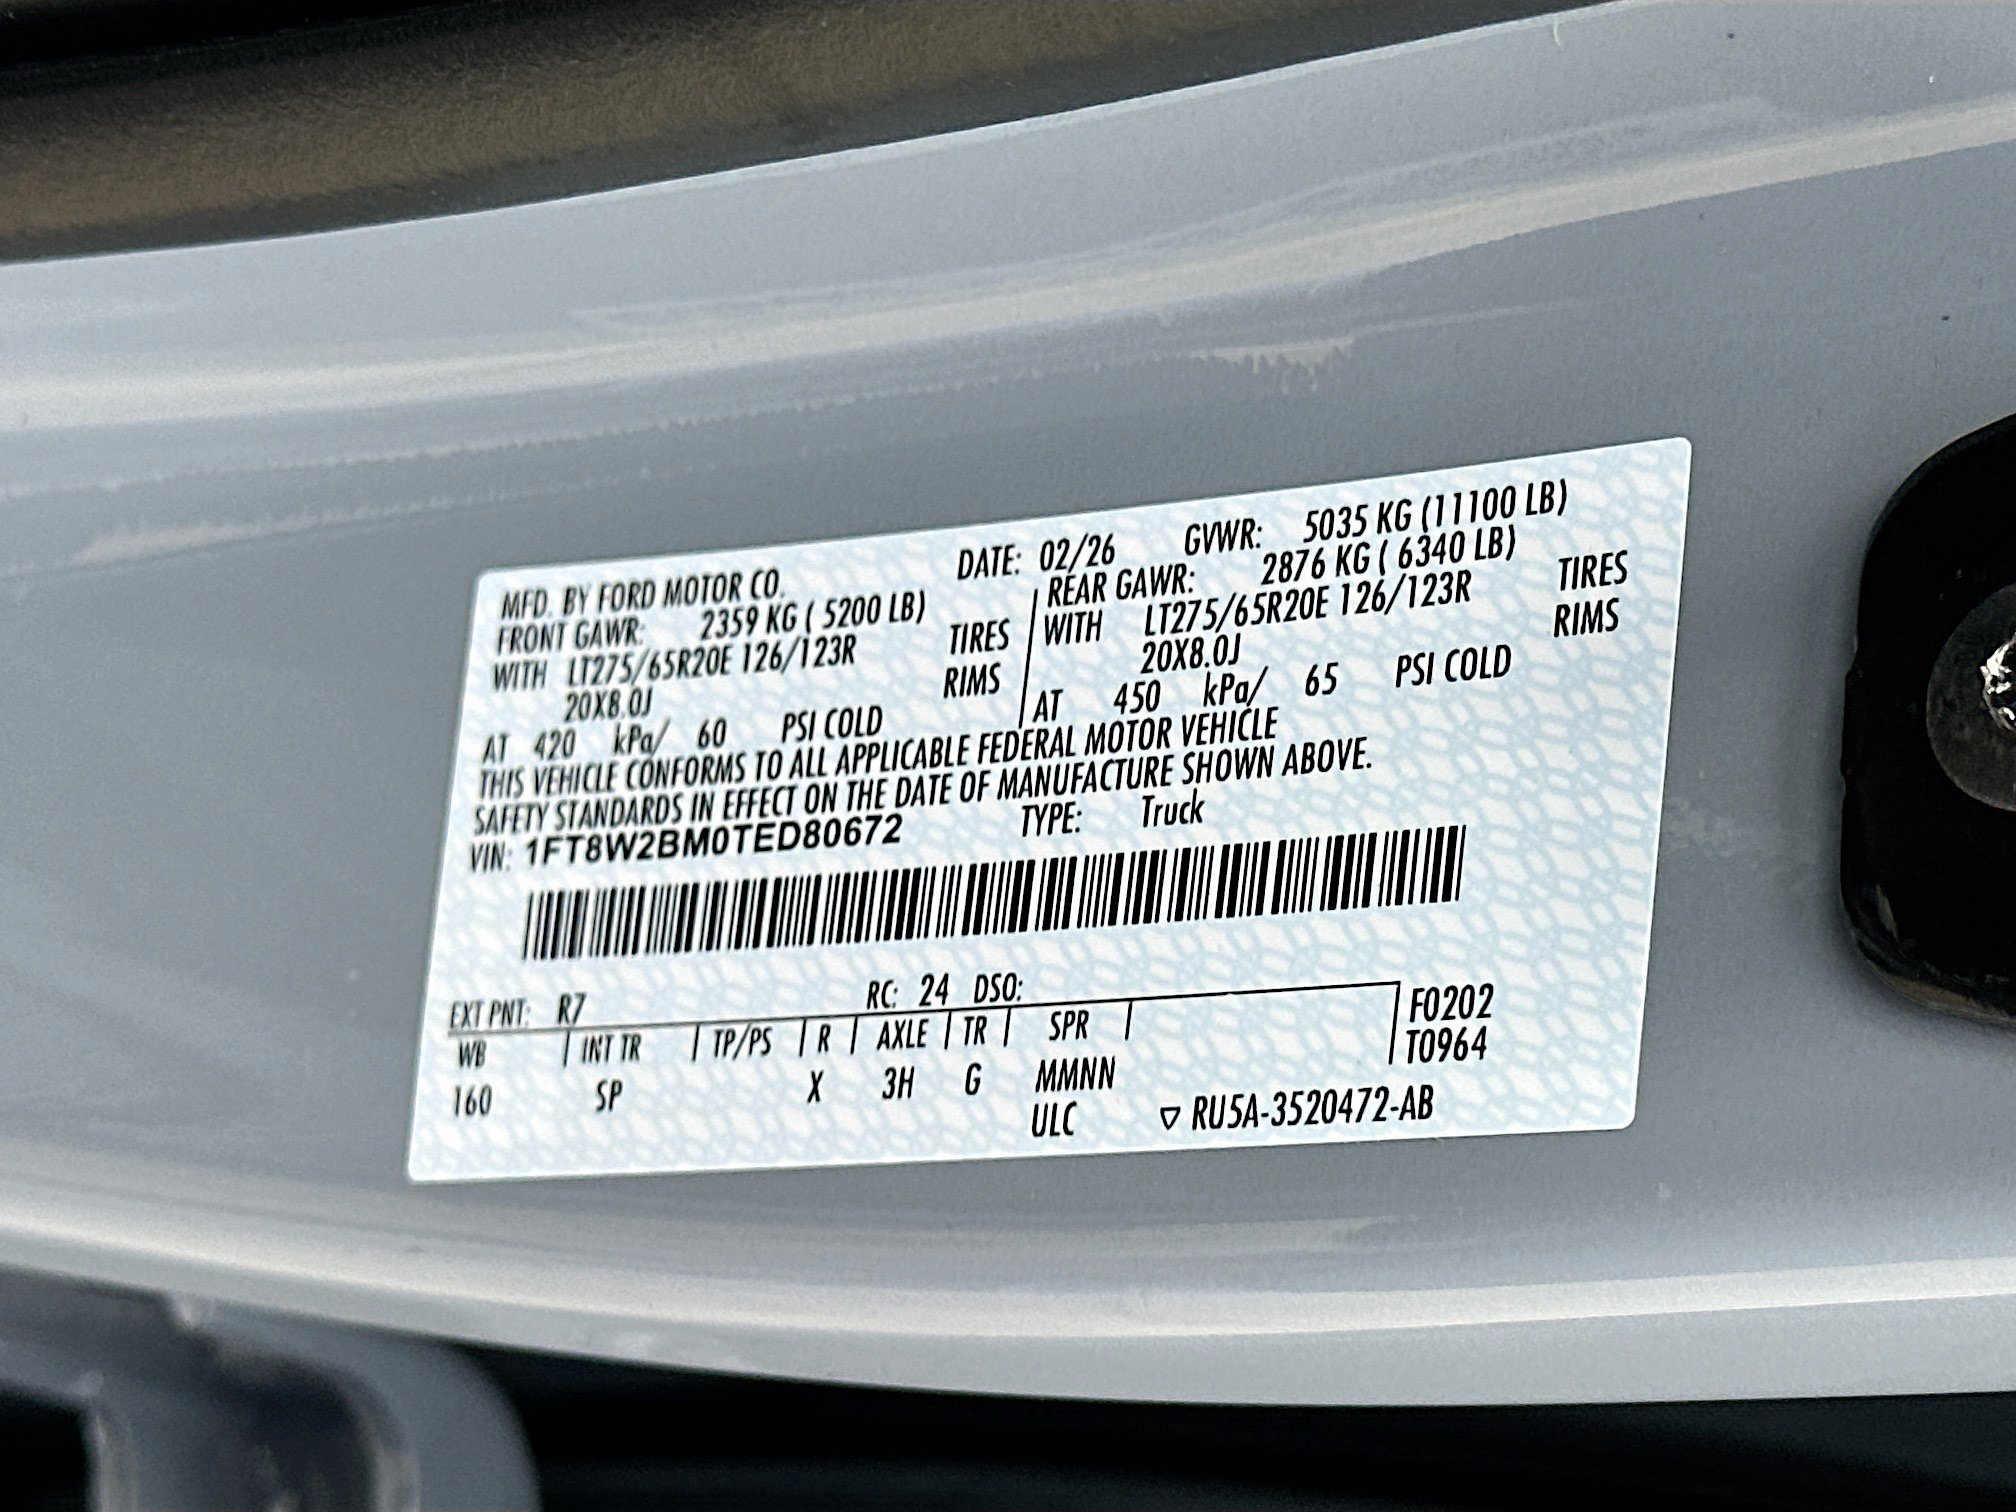 MFD. BY FORD MOTOR CO.
DATE: 02/26 GVWR: 5035 KG (11100 LB)
FRONT GAWR: 2359 KG ( 5200 LB)
WITH LT275/65R20E 126/123R TIRES
20X8.0J RIMS
AT 420 kPa/ 60 PSI COLD
REAR GAWR: 2876 KG ( 6340 LB)
WITH LT275/65R20E 126/123R TIRES
20X8.0J RIMS
AT 450 kPa/ 65 PSI COLD
THIS VEHICLE CONFORMS TO ALL APPLICABLE FEDERAL MOTOR VEHICLE
SAFETY STANDARDS IN EFFECT ON THE DATE OF MANUFACTURE SHOWN ABOVE.
VIN: 1FT8W2BM0TED80672 TYPE: Truck
EXT PNT: R7 RC: 24 DSO:
WB | INT TR | TP/PS | R | AXLE | TR | SPR |
160 SP X 3H G MMNN
ULC
F0202
T0964
▽ RU5A-3520472-AB